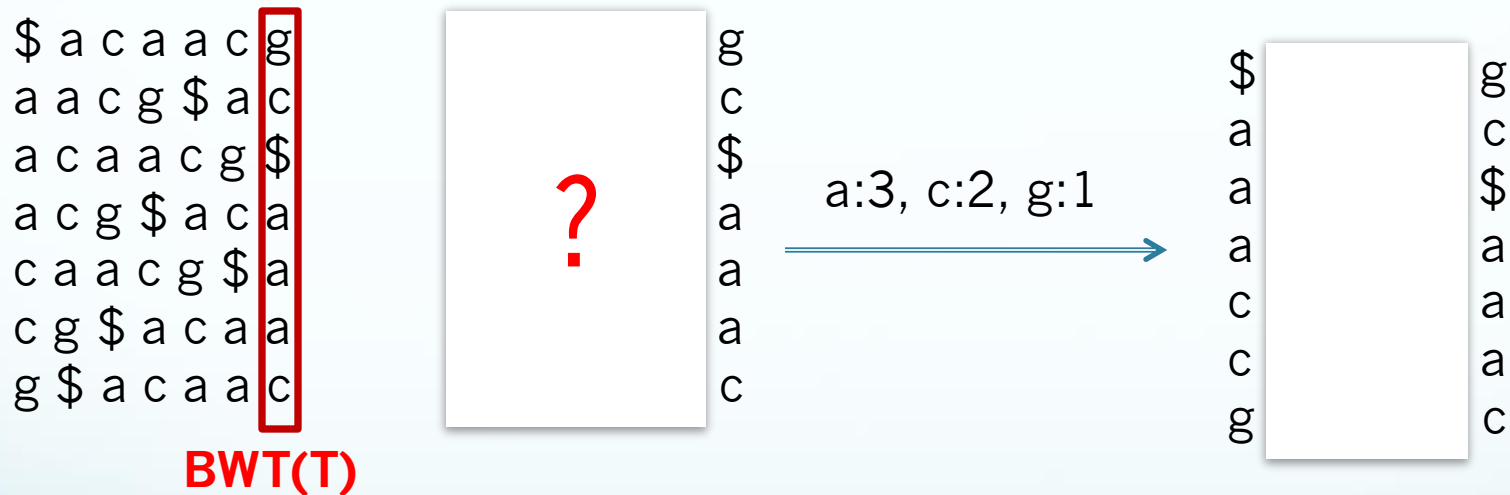 $ a c a a c g
a a c g $ a c
a c a a c g $
a c g $ a c a
c a a c g $ a
c g $ a c a a
g $ a c a a c
BWT(T)
?
g
c
$
a
a
a
c
a:3, c:2, g:1
$ g
a c
a $
a a
c a
c a
g c